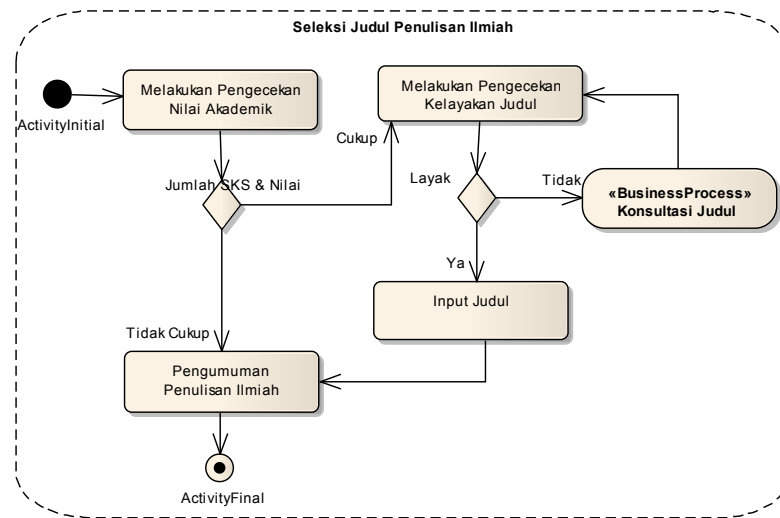 Seleksi Judul Penulisan Ilmiah
ActivityInitial
Melakukan Pengecekan
Nilai Akademik
Jumlah SKS & Nilai
Cukup
Melakukan Pengecekan
Kelayakan Judul
Layak
Tidak
«BusinessProcess»
Konsultasi Judul
Ya
Input Judul
Tidak Cukup
Pengumuman
Penulisan Ilmiah
ActivityFinal